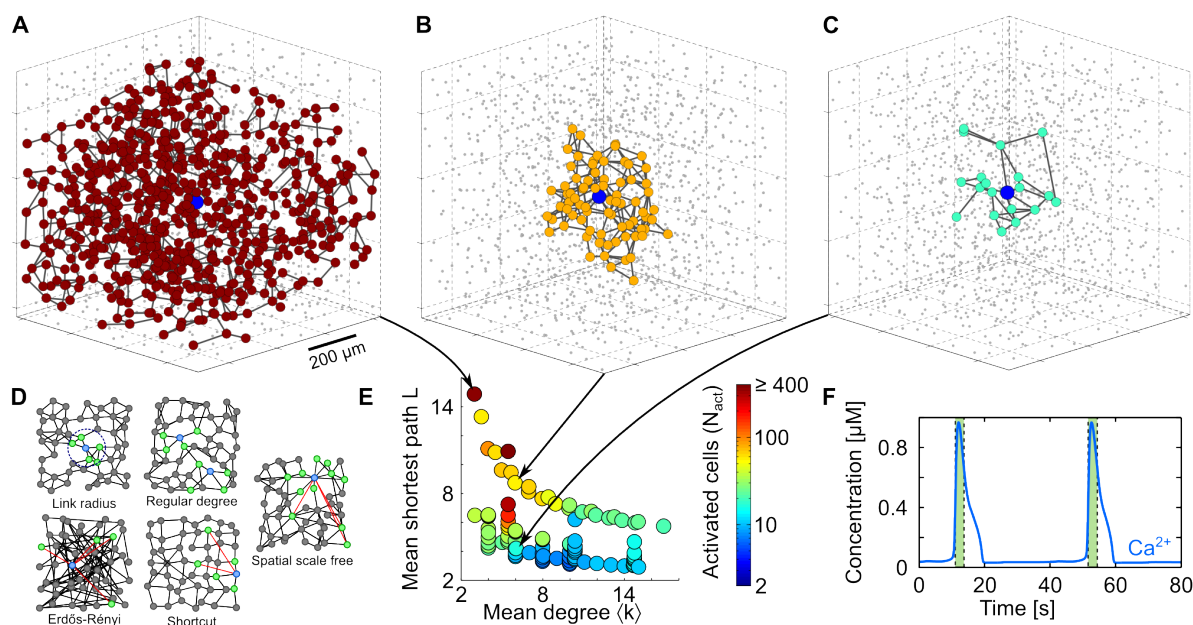 A
B
C
200 μm
D
Link radius
Regular degree
Spatial scale free
Erdős-Rényi
Shortcut
E
Mean shortest path L
14
8
2
2
8
14
Mean degree ⟨k⟩
Activated cells (Nact)
≥ 400
100
10
2
F
Concentration [μM]
0.8
0.4
0
Ca2+
0
20
40
60
80
Time [s]